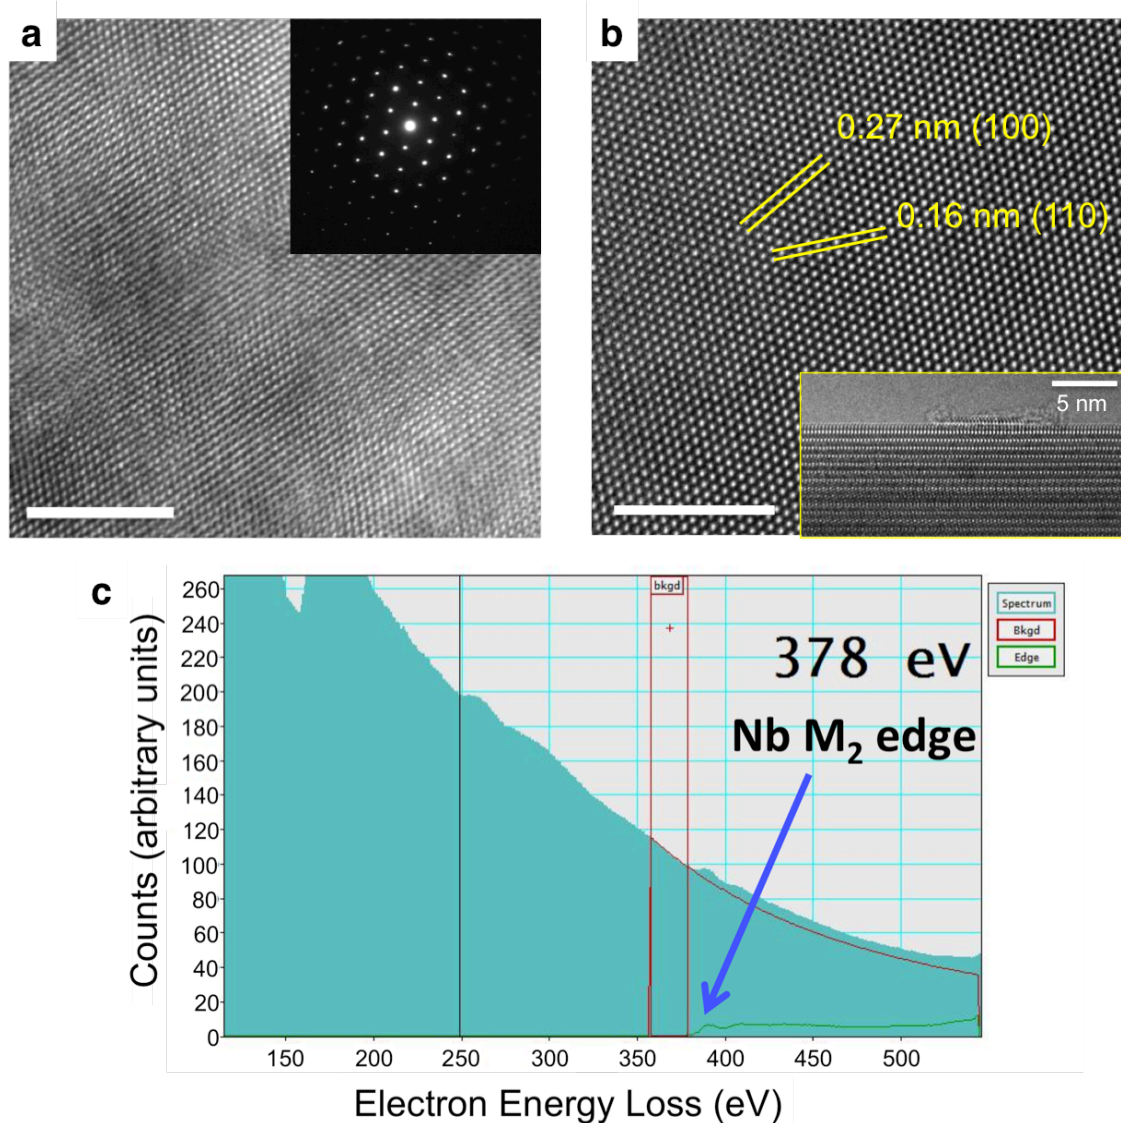 a
b
0.27 nm (100)
0.16 nm (110)
5 nm
c
Counts (arbitrary units)
260
240
220
200
180
160
140
120
100
80
60
40
20
0
bkgd
378 eV
Nb M₂ edge
Spectrum
Bkgd
Edge
150 200 250 300 350 400 450 500
Electron Energy Loss (eV)